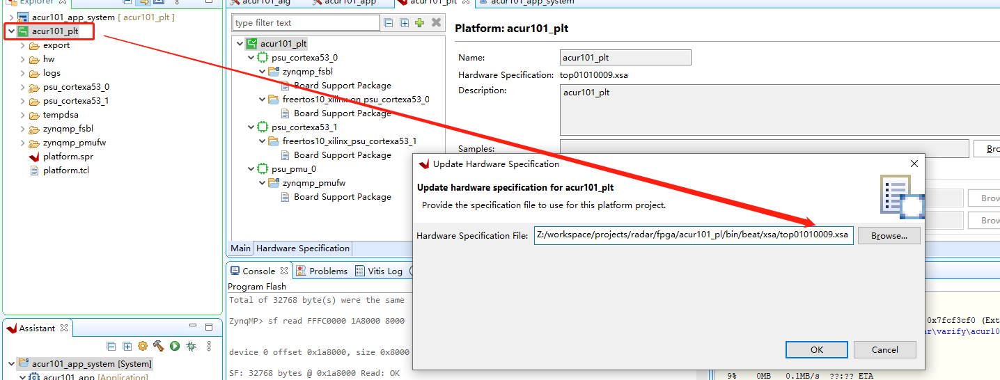 Explorer
acur101_app_system [ acur101_plt ]
acur101_plt
export
hw
logs
psu_cortexa53_0
psu_cortexa53_1
tempdsa
zynqmp_fsbl
zynqmp_pmufw
platform.spr
platform.tcl
Assistant
acur101_app_system [System]
acur101_app [Application]
acur101_alg
acur101_app
acur101_plt
acur101_app_system
type filter text
acur101_plt
psu_cortexa53_0
zynqmp_fsbl
Board Support Package
freertos10_xilinx on psu_cortexa53_0
Board Support Package
psu_cortexa53_1
freertos10_xilinx_psu_cortexa53_1
Board Support Package
psu_pmu_0
zynqmp_pmufw
Board Support Package
Main
Hardware Specification
Platform: acur101_plt
Name:
acur101_plt
Hardware Specification:
top01010009.xsa
Description:
acur101_plt
Samples:
Bro
Brow
Brow
Update Hardware Specification
Update hardware specification for acur101_plt
Provide the specification file to use for this platform project.
Hardware Specification File:
Z:/workspace/projects/radar/fpga/acur101_pl/bin/beat/xsa/top01010009.xsa
Browse...
OK
Cancel
Console
Problems
Vitis Log
Program Flash
Total of 32768 byte(s) were the same
ZynqMP> sf read FFFC0000 1A8000 8000
device 0 offset 0x1a8000, size 0x8000
SF: 32768 bytes @ 0x1a8000 Read: OK
0x7fcf3cf0 (Ext
ar\varify\acur10
9% 0MB 0.1MB/s ??:?? ETA